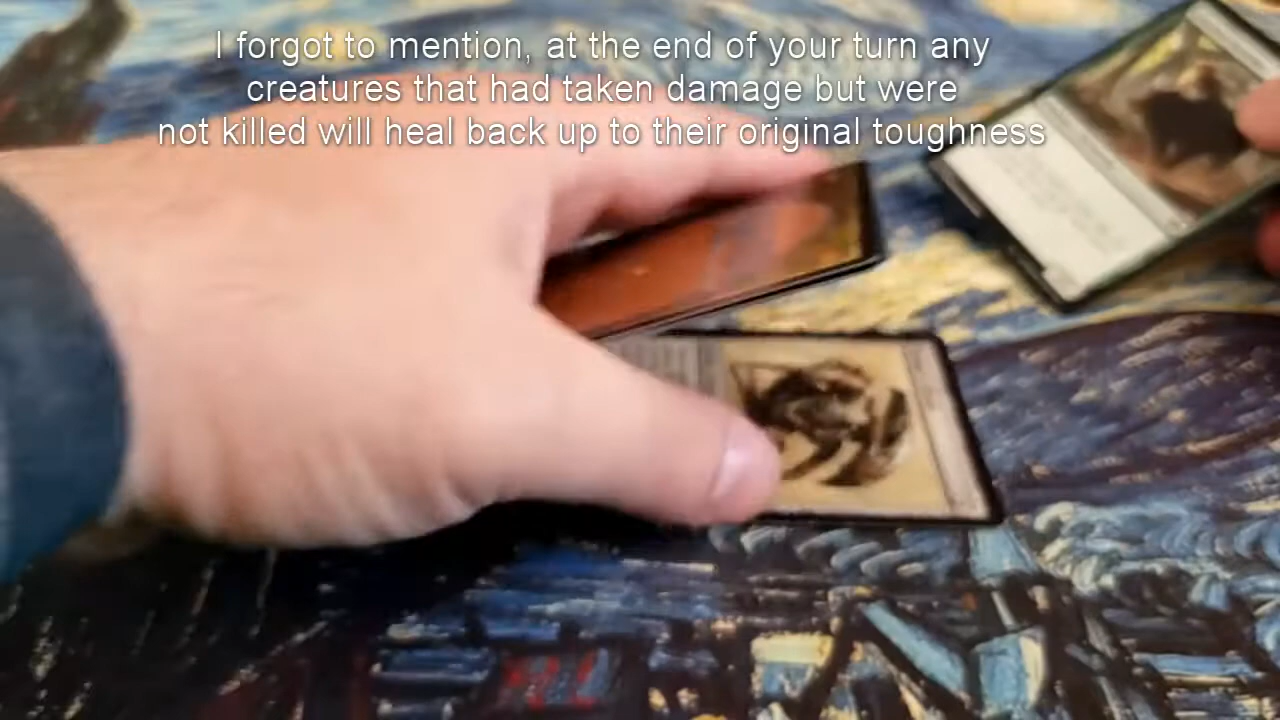 I forgot to mention, at the end of your turn any
creatures that had taken damage but were
not killed will heal back up to their original toughness